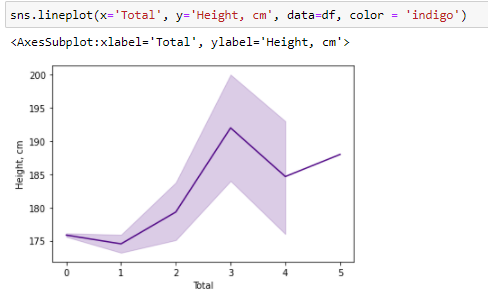 sns.lineplot(x='Total', y='Height, cm', data=df, color = 'indigo')
<AxesSubplot:xlabel='Total', ylabel='Height, cm'>
200
195
190
185
180
175
Height, cm
0 1 2 3 4 5
Total